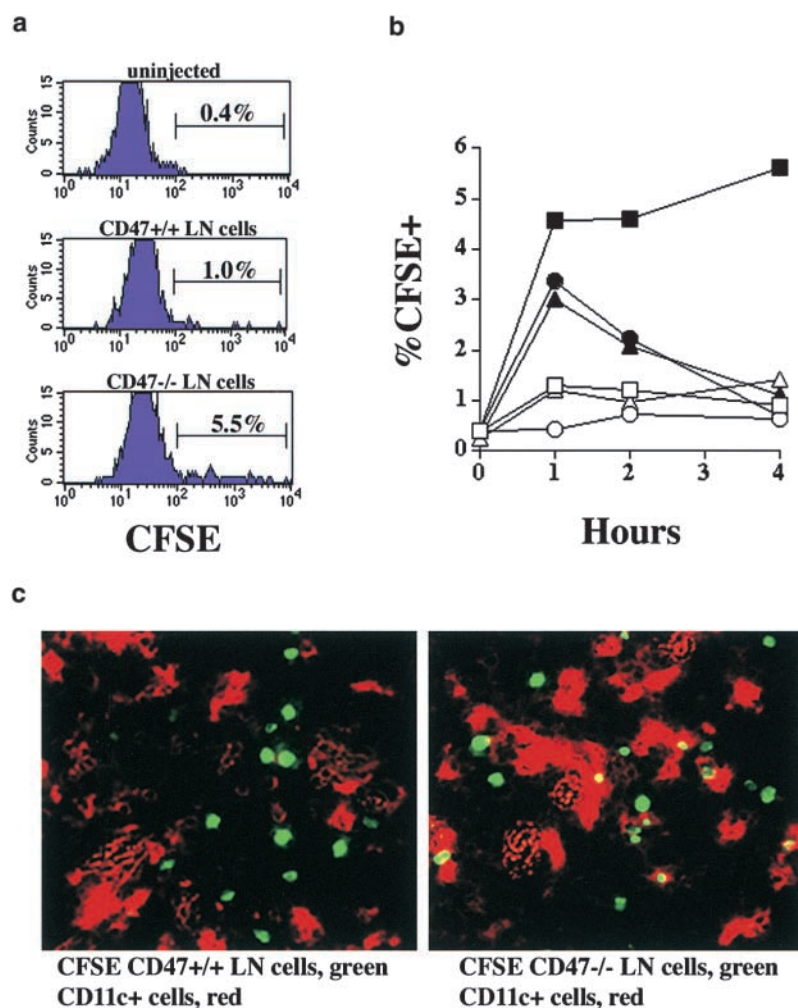 a
uninjected
15
10
5
0
Counts
0.4%
10^0 10^1 10^2 10^3 10^4
CD47+/+ LN cells
15
10
5
0
Counts
1.0%
10^0 10^1 10^2 10^3 10^4
CD47-/- LN cells
15
10
5
0
Counts
5.5%
10^0 10^1 10^2 10^3 10^4
CFSE
b
6
5
4
3
2
1
0
%CFSE+
0 1 2 3 4
Hours
c
CFSE CD47+/+ LN cells, green
CD11c+ cells, red
CFSE CD47-/- LN cells, green
CD11c+ cells, red